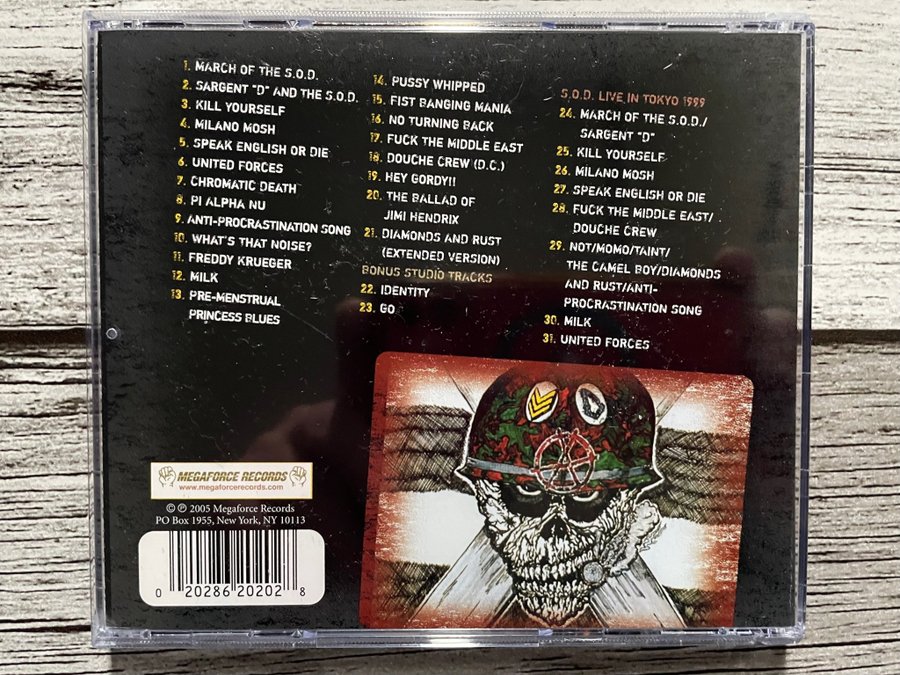 1. MARCH OF THE S.O.D.
2. SARGENT "D" AND THE S.O.D.
3. KILL YOURSELF
4. MILANO MOSH
5. SPEAK ENGLISH OR DIE
6. UNITED FORCES
7. CHROMATIC DEATH
8. PI ALPHA NU
9. ANTI-PROCRASTINATION SONG
10. WHAT'S THAT NOISE?
11. FREDDY KRUEGER
12. MILK
13. PRE-MENSTRUAL
PRINCESS BLUES
14. PUSSY WHIPPED
15. FIST BANGING MANIA
16. NO TURNING BACK
17. FUCK THE MIDDLE EAST
18. DOUCHE CREW (D.C.)
19. HEY GORDY!!
20. THE BALLAD OF
JIMI HENDRIX
21. DIAMONDS AND RUST
(EXTENDED VERSION)
BONUS STUDIO TRACKS
22. IDENTITY
23. GO
S.O.D. LIVE IN TOKYO 1999
24. MARCH OF THE S.O.D./
SARGENT "D"
25. KILL YOURSELF
26. MILANO MOSH
27. SPEAK ENGLISH OR DIE
28. FUCK THE MIDDLE EAST/
DOUCHE CREW
29. NOT/MOMO/TAINT/
THE CAMEL BOY/DIAMONDS
AND RUST/ANTI-
PROCRASTINATION SONG
30. MILK
31. UNITED FORCES
MEGAFORCE RECORDS
www.megaforcerecords.com
© ℗ 2005 Megaforce Records
PO Box 1955, New York, NY 10113
0 20286 20202 8
D